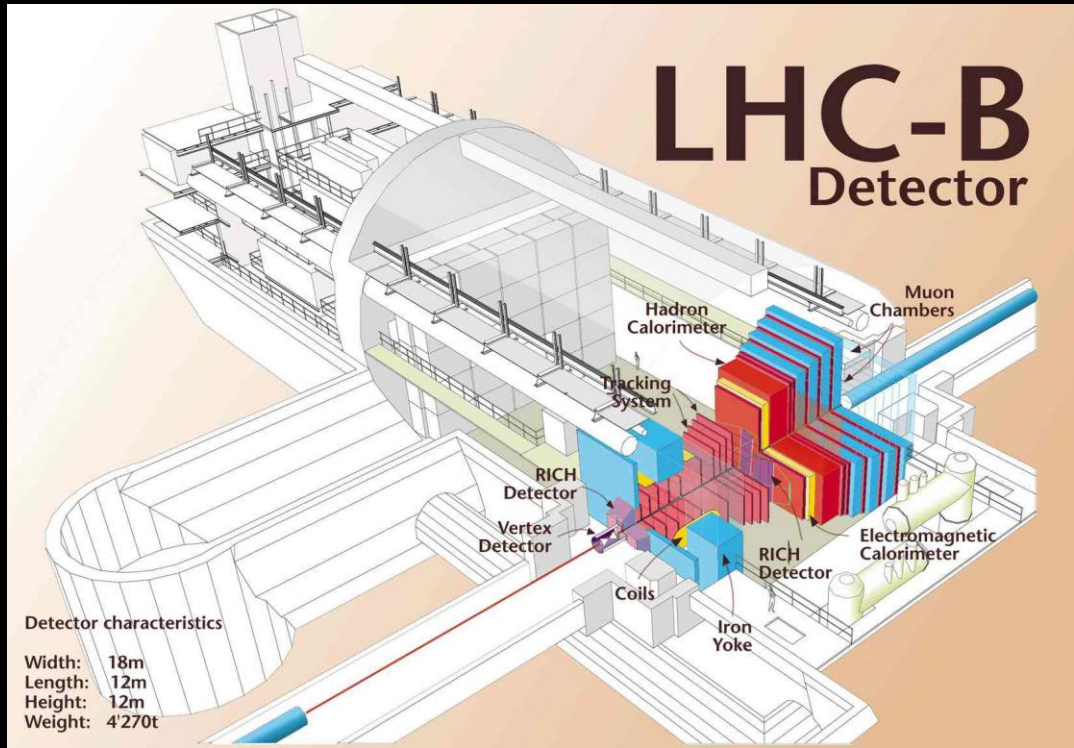 LHC-B
Detector
Muon
Chambers
Hadron
Calorimeter
Tracking
System
RICH
Detector
Vertex
Detector
Coils
Iron
Yoke
RICH
Detector
Electromagnetic
Calorimeter
Detector characteristics
Width: 18m
Length: 12m
Height: 12m
Weight: 4'270t